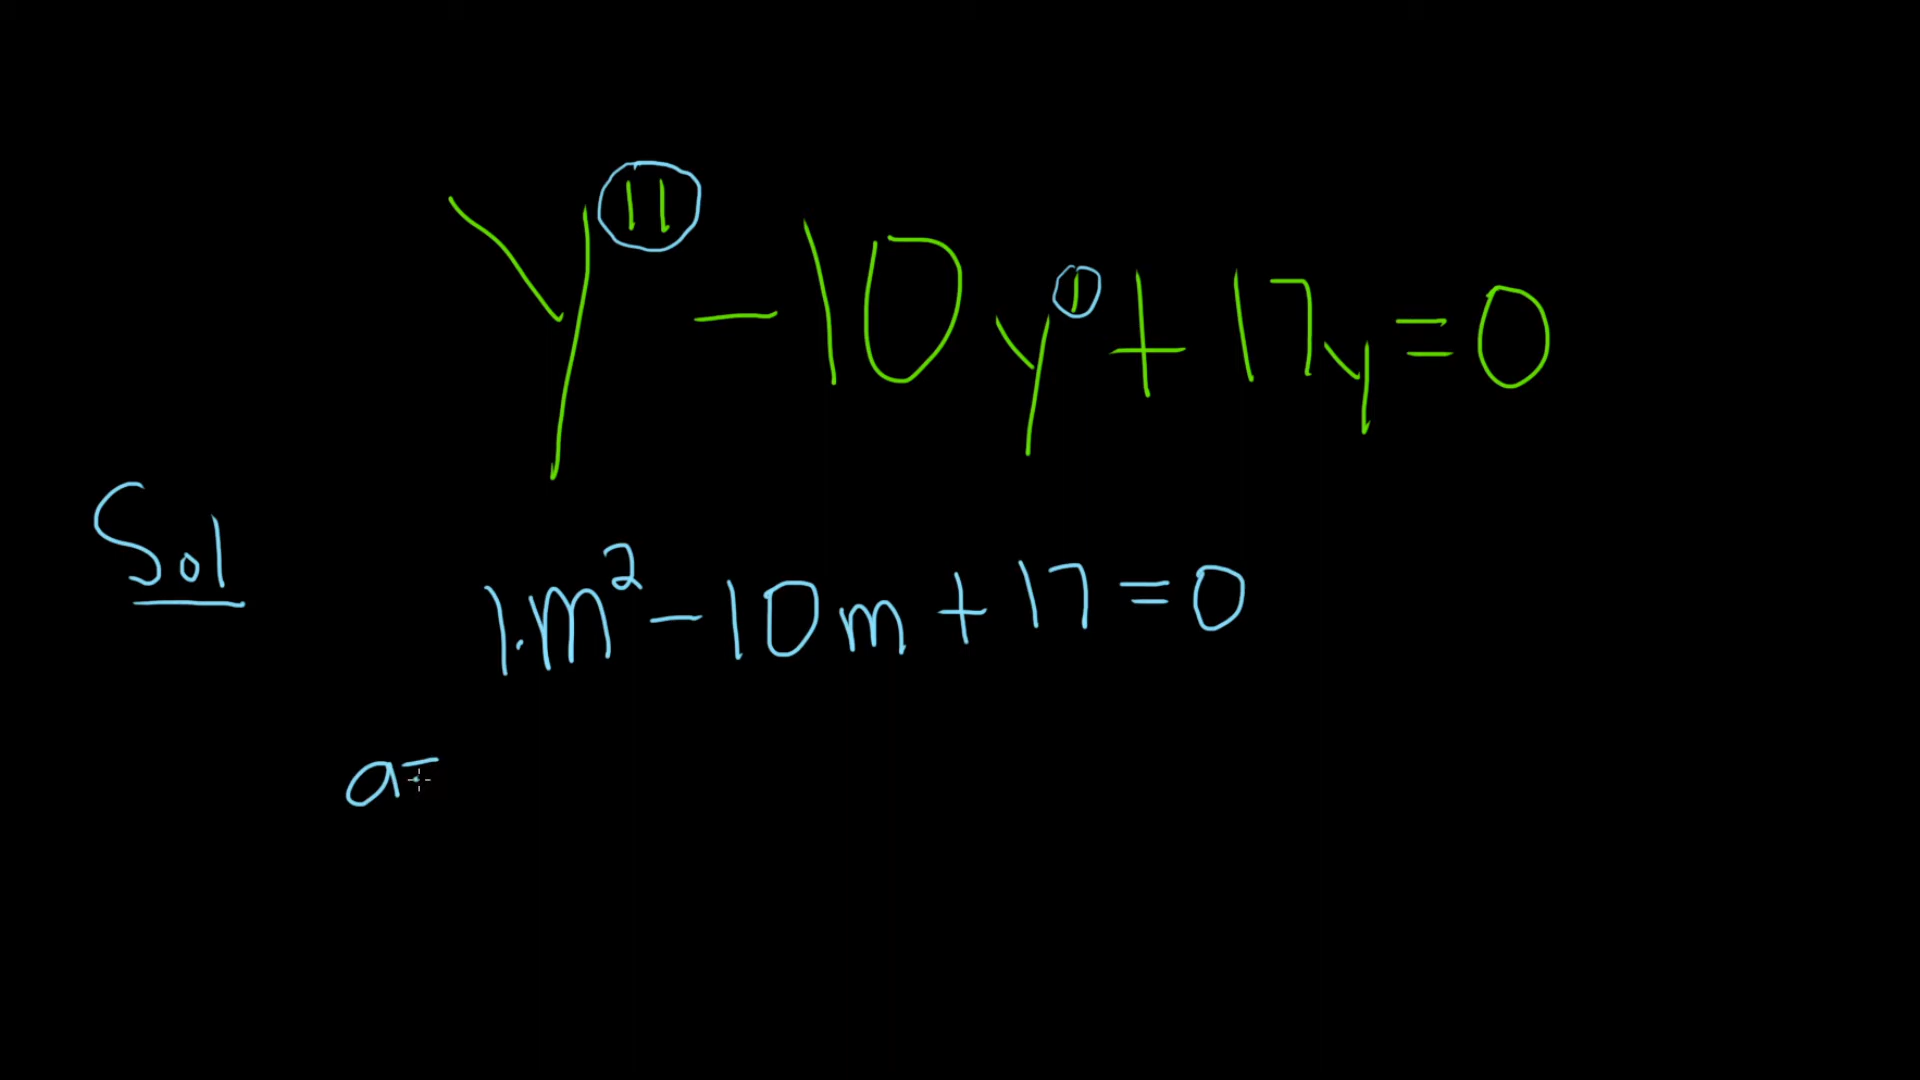 y'' - 10y' + 17y = 0
Sol
1·m² - 10m + 17 = 0
a =